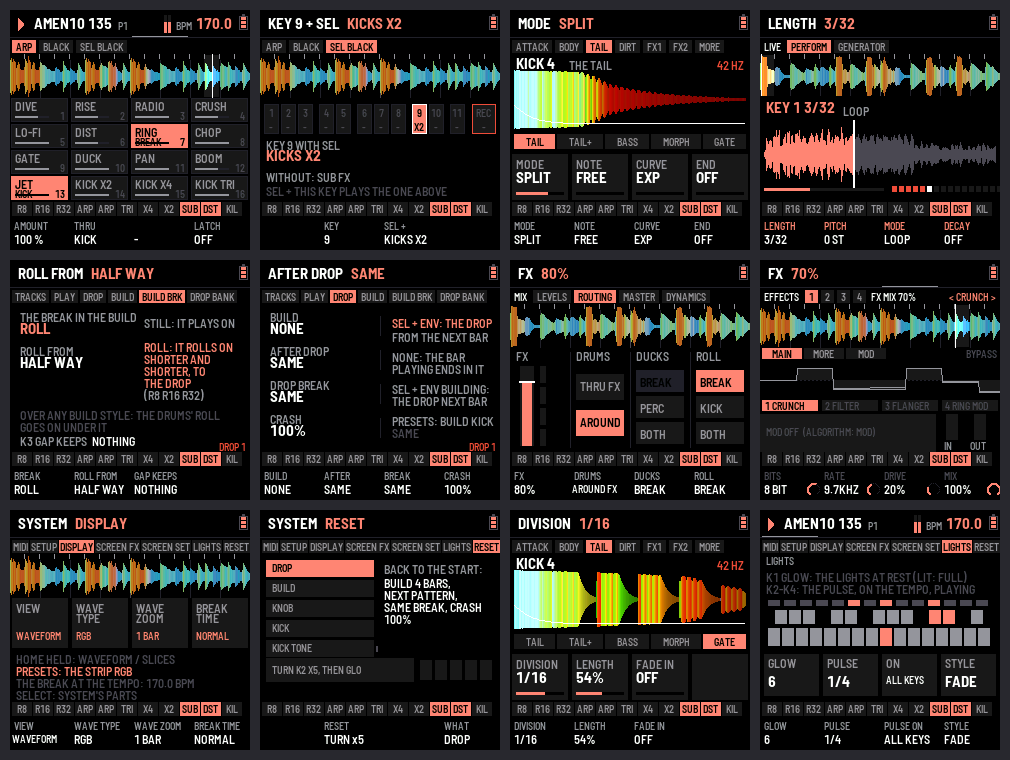 AMEN10 135 P1 BPM 170.0
ARP BLACK SEL BLACK
DIVE 1 RISE 2 RADIO 3 CRUSH 4
LO-FI 5 DIST 6 RING BREAK 7 CHOP 8
GATE 9 DUCK 10 PAN 11 BOOM 12
JET KICK 13 KICK X2 14 KICK X4 15 KICK TRI 16
R8 R16 R32 ARP ARP TRI X4 X2 SUB DST KIL
AMOUNT THRU LATCH
100 % KICK - OFF
KEY 9 + SEL KICKS X2
ARP BLACK SEL BLACK
1 2 3 4 5 6 7 8 9 10 11 REC
- - - - - - - - X2 - - -
KEY 9 WITH SEL
KICKS X2
WITHOUT: SUB FX
SEL + THIS KEY PLAYS THE ONE ABOVE
R8 R16 R32 ARP ARP TRI X4 X2 SUB DST KIL
KEY SEL +
9 KICKS X2
MODE SPLIT
ATTACK BODY TAIL DIRT FX1 FX2 MORE
KICK 4 THE TAIL 42 HZ
TAIL TAIL+ BASS MORPH GATE
MODE NOTE CURVE END
SPLIT FREE EXP OFF
R8 R16 R32 ARP ARP TRI X4 X2 SUB DST KIL
MODE NOTE CURVE END
SPLIT FREE EXP OFF
LENGTH 3/32
LIVE PERFORM GENERATOR
KEY 1 3/32 LOOP
R8 R16 R32 ARP ARP TRI X4 X2 SUB DST KIL
LENGTH PITCH MODE DECAY
3/32 0 ST LOOP OFF
ROLL FROM HALF WAY
TRACKS PLAY DROP BUILD BUILD BRK DROP BANK
THE BREAK IN THE BUILD
ROLL
ROLL FROM
HALF WAY
STILL: IT PLAYS ON
ROLL: IT ROLLS ON
SHORTER AND
SHORTER, TO
THE DROP
(R8 R16 R32)
OVER ANY BUILD STYLE: THE DRUMS' ROLL
GOES ON UNDER IT
K3 GAP KEEPS NOTHING
DROP 1
R8 R16 R32 ARP ARP TRI X4 X2 SUB DST KIL
BREAK ROLL FROM GAP KEEPS
ROLL HALF WAY NOTHING
AFTER DROP SAME
TRACKS PLAY DROP BUILD BUILD BRK DROP BANK
BUILD
NONE
AFTER DROP
SAME
DROP BREAK
SAME
CRASH
100%
SEL + ENV: THE DROP
FROM THE NEXT BAR
NONE: THE BAR
PLAYING ENDS IN IT
SEL + ENV BUILDING:
THE DROP NEXT BAR
PRESETS: BUILD KICK
SAME
DROP 1
R8 R16 R32 ARP ARP TRI X4 X2 SUB DST KIL
BUILD AFTER BREAK CRASH
NONE SAME SAME 100%
FX 80%
MIX LEVELS ROUTING MASTER DYNAMICS
FX DRUMS DUCKS ROLL
THRU FX BREAK BREAK
PERC KICK
AROUND BOTH BOTH
R8 R16 R32 ARP ARP TRI X4 X2 SUB DST KIL
FX DRUMS DUCKS ROLL
80% AROUND FX BREAK BREAK
FX 70%
EFFECTS 1 2 3 4 FX MIX 70% < CRUNCH >
MAIN MORE MOD BYPASS
1 CRUNCH 2 FILTER 3 FLANGER 4 RING MOD
MOD OFF (ALGORITHM: MOD)
IN OUT
R8 R16 R32 ARP ARP TRI X4 X2 SUB DST KIL
BITS RATE DRIVE MIX
8 BIT 9.7KHZ 20% 100%
SYSTEM DISPLAY
MIDI SETUP DISPLAY SCREEN FX SCREEN SET LIGHTS RESET
VIEW WAVE TYPE WAVE ZOOM BREAK TIME
WAVEFORM RGB 1 BAR NORMAL
HOME HELD: WAVEFORM / SLICES
PRESETS: THE STRIP RGB
THE BREAK AT THE TEMPO: 170.0 BPM
SELECT: SYSTEM'S PARTS
R8 R16 R32 ARP ARP TRI X4 X2 SUB DST KIL
VIEW WAVE TYPE WAVE ZOOM BREAK TIME
WAVEFORM RGB 1 BAR NORMAL
SYSTEM RESET
MIDI SETUP DISPLAY SCREEN FX SCREEN SET LIGHTS RESET
DROP
BUILD
KNOB
KICK
KICK TONE
BACK TO THE START:
BUILD 4 BARS,
NEXT PATTERN,
SAME BREAK, CRASH
100%
TURN K2 X5, THEN GLO
R8 R16 R32 ARP ARP TRI X4 X2 SUB DST KIL
RESET WHAT
TURN x5 DROP
DIVISION 1/16
ATTACK BODY TAIL DIRT FX1 FX2 MORE
KICK 4 42 HZ
TAIL TAIL+ BASS MORPH GATE
DIVISION LENGTH FADE IN
1/16 54% OFF
R8 R16 R32 ARP ARP TRI X4 X2 SUB DST KIL
DIVISION LENGTH FADE IN
1/16 54% OFF
AMEN10 135 P1 BPM 170.0
MIDI SETUP DISPLAY SCREEN FX SCREEN SET LIGHTS RESET
LIGHTS
K1 GLOW: THE LIGHTS AT REST (LIT: FULL)
K2-K4: THE PULSE, ON THE TEMPO, PLAYING
GLOW PULSE ON STYLE
6 1/4 ALL KEYS FADE
R8 R16 R32 ARP ARP TRI X4 X2 SUB DST KIL
GLOW PULSE PULSE ON STYLE
6 1/4 ALL KEYS FADE